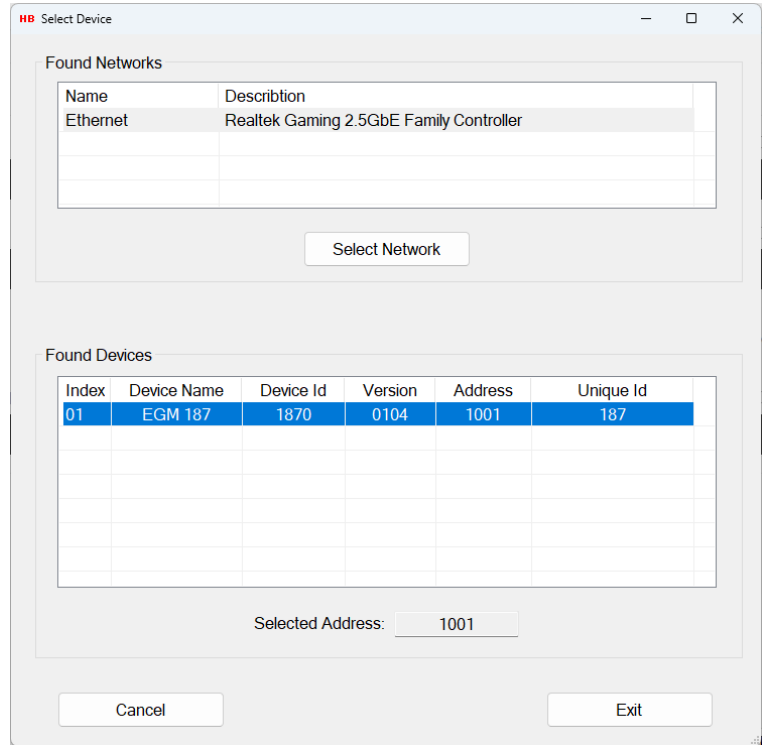 HB Select Device
Found Networks
Name Describtion
Ethernet Realtek Gaming 2.5GbE Family Controller
Select Network
Found Devices
Index Device Name Device Id Version Address Unique Id
01 EGM 187 1870 0104 1001 187
Selected Address: 1001
Cancel Exit